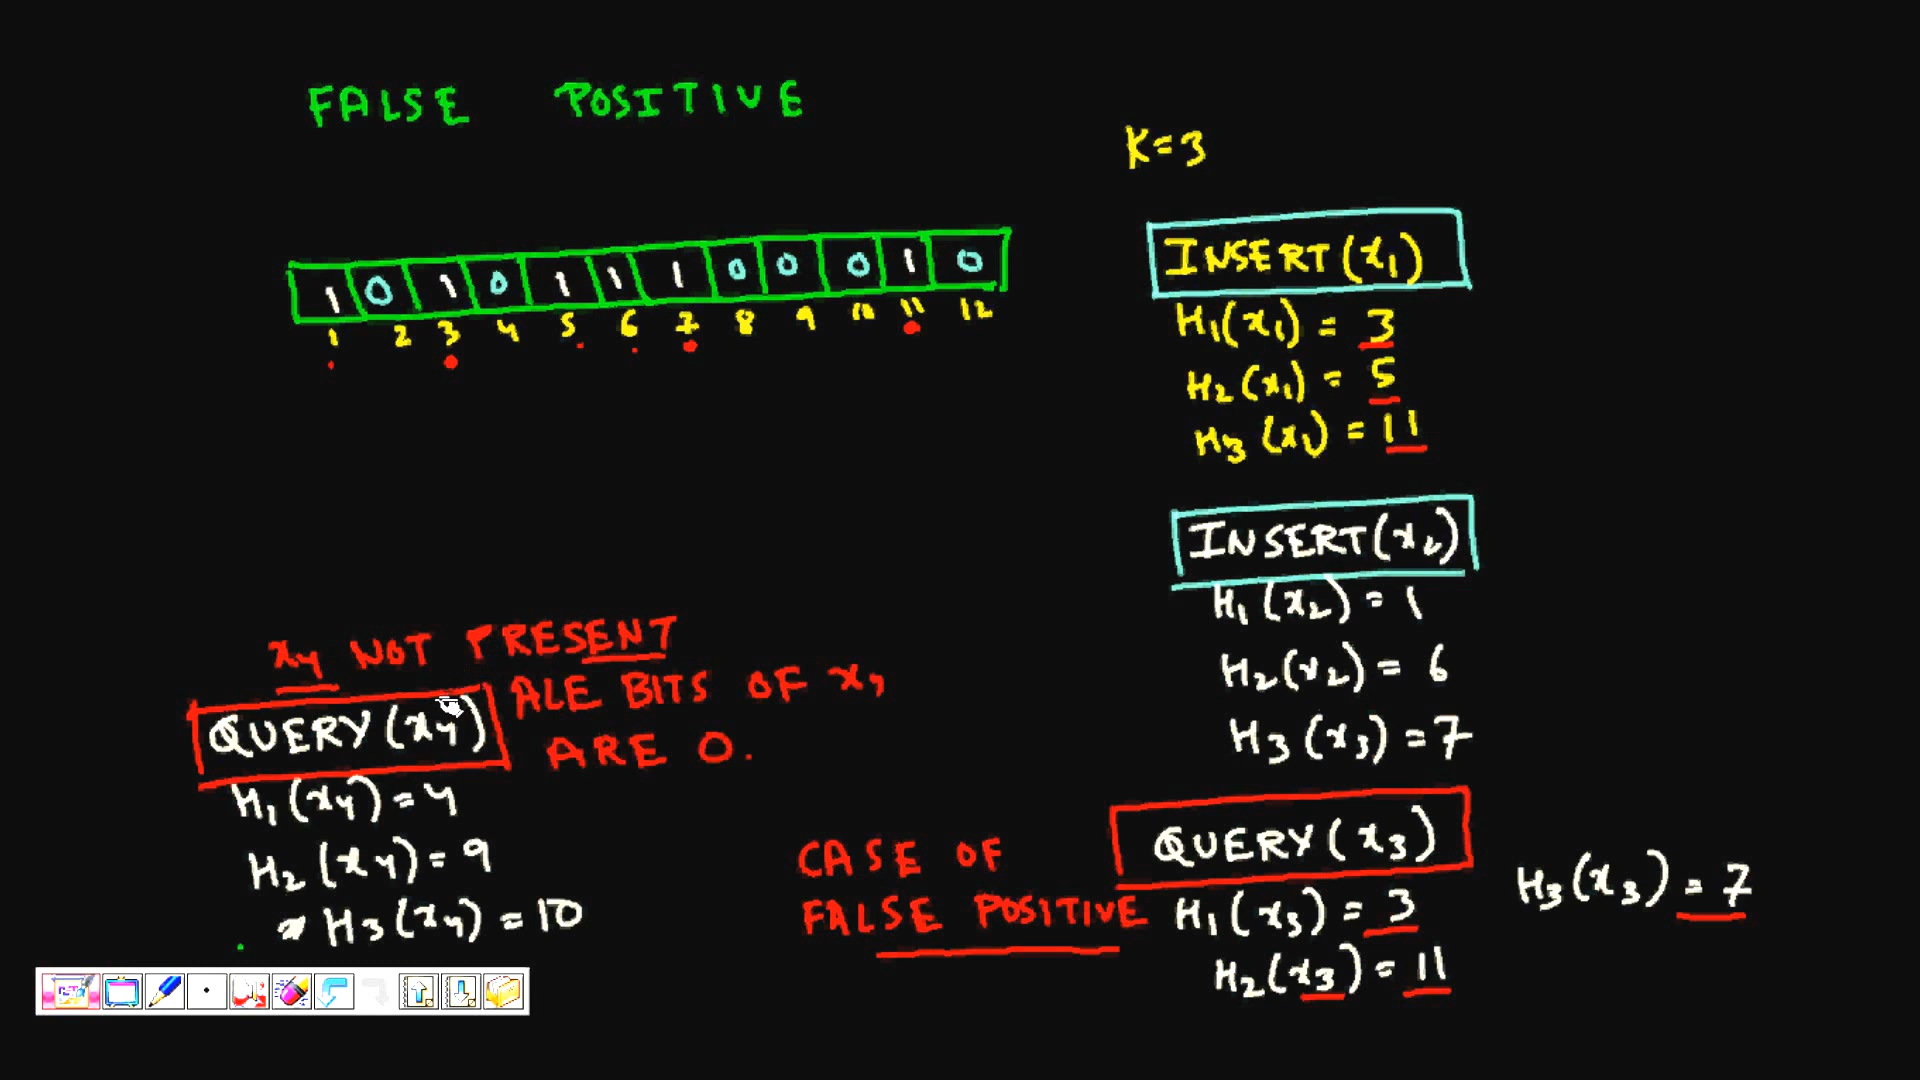 FALSE POSITIVE
K=3
1 0 1 0 1 1 1 0 0 0 1 0
1 2 3 4 5 6 7 8 9 10 11 12
INSERT(x1)
H1(x1) = 3
H2(x1) = 5
H3(x1) = 11
INSERT(x2)
H1(x2) = 1
H2(x2) = 6
H3(x3) = 7
x4 NOT PRESENT
QUERY(x4)
ALL BITS OF x4
ARE 0.
H1(x4) = 4
H2(x4) = 9
H3(x4) = 10
CASE OF
FALSE POSITIVE
QUERY(x3)
H1(x3) = 3
H2(x3) = 11
H3(x3) = 7